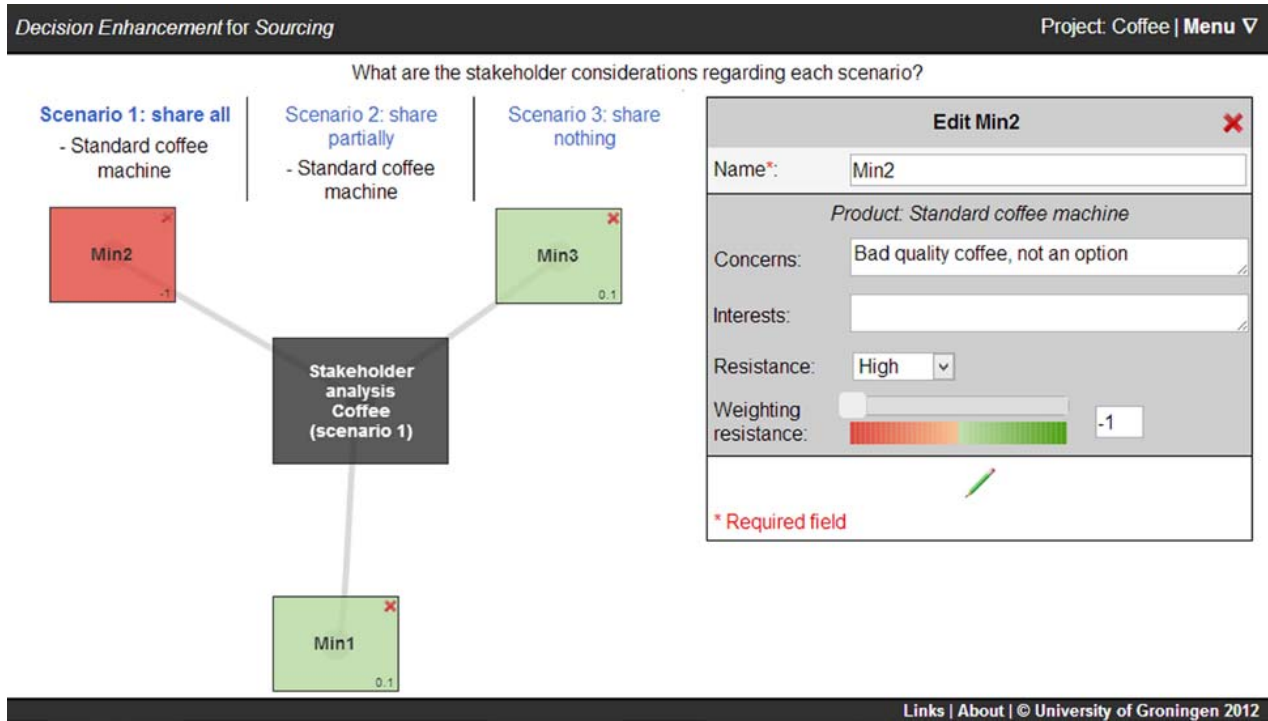 Decision Enhancement for Sourcing
Project: Coffee | Menu ∇
What are the stakeholder considerations regarding each scenario?
Scenario 1: share all
- Standard coffee
machine
Scenario 2: share
partially
- Standard coffee
machine
Scenario 3: share
nothing
Min2
-1
Min3
0.1
Stakeholder
analysis
Coffee
(scenario 1)
Min1
0.1
Edit Min2
Name*:
Min2
Product: Standard coffee machine
Concerns:
Bad quality coffee, not an option
Interests:
Resistance:
High
Weighting
resistance:
-1
* Required field
Links | About | © University of Groningen 2012